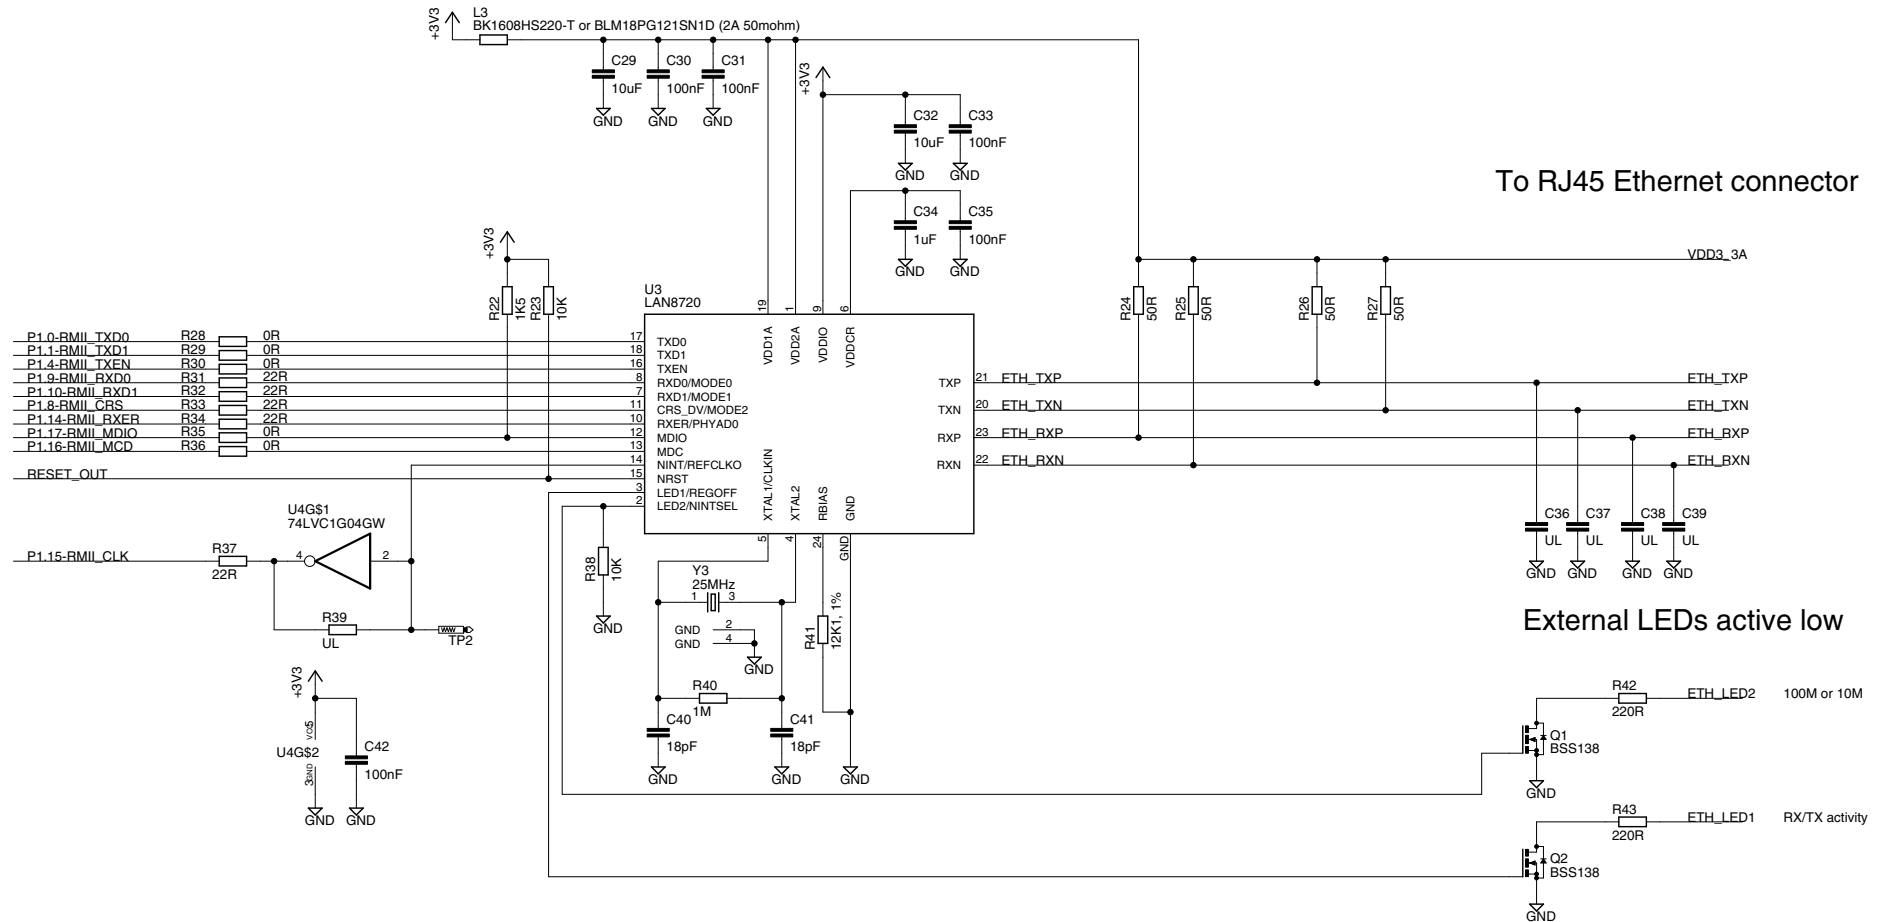 L3
BK1608HS220-T or BLM18PG121SN1D (2A 50mohm)
+3V3
C29
10uF
GND
C30
100nF
GND
C31
100nF
GND
+3V3
C32
10uF
GND
C33
100nF
GND
C34
1uF
GND
C35
100nF
GND
To RJ45 Ethernet connector
+3V3
R22
1K5
R23
10K
U3
LAN8720
19
1
9
6
VDD1A
VDD2A
VDDIO
VDDCR
R24
50R
R25
50R
R26
50R
R27
50R
VDD3_3A
P1.0-RMII_TXD0 R28 0R 17 TXD0
P1.1-RMII_TXD1 R29 0R 18 TXD1
P1.4-RMII_TXEN R30 0R 16 TXEN
P1.9-RMII_RXD0 R31 22R 8 RXD0/MODE0
P1.10-RMII_RXD1 R32 22R 7 RXD1/MODE1
P1.8-RMII_CRS R33 22R 11 CRS_DV/MODE2
P1.14-RMII_RXER R34 22R 10 RXER/PHYAD0
P1.17-RMII_MDIO R35 0R 12 MDIO
P1.16-RMII_MCD R36 0R 13 MDC
14 NINT/REFCLKO
RESET_OUT 15 NRST
3 LED1/REGOFF
2 LED2/NINTSEL
TXP 21 ETH_TXP ETH_TXP
TXN 20 ETH_TXN ETH_TXN
RXP 23 ETH_RXP ETH_RXP
RXN 22 ETH_RXN ETH_RXN
XTAL1/CLKIN
XTAL2
RBIAS
GND
5
4
24
GND
C36
UL
GND
C37
UL
GND
C38
UL
GND
C39
UL
GND
U4G$1
74LVC1G04GW
P1.15-RMII_CLK
R37
22R
4
2
R39
UL
TP2
R38
10K
GND
Y3
25MHz
1 3
GND 2
GND 4
GND
R41
12K1, 1%
R40
1M
C40
18pF
GND
C41
18pF
GND
GND
+3V3
VCC
5
U4G$2
3
GND
GND
C42
100nF
GND
External LEDs active low
R42
220R
ETH_LED2 100M or 10M
Q1
BSS138
GND
R43
220R
ETH_LED1 RX/TX activity
Q2
BSS138
GND